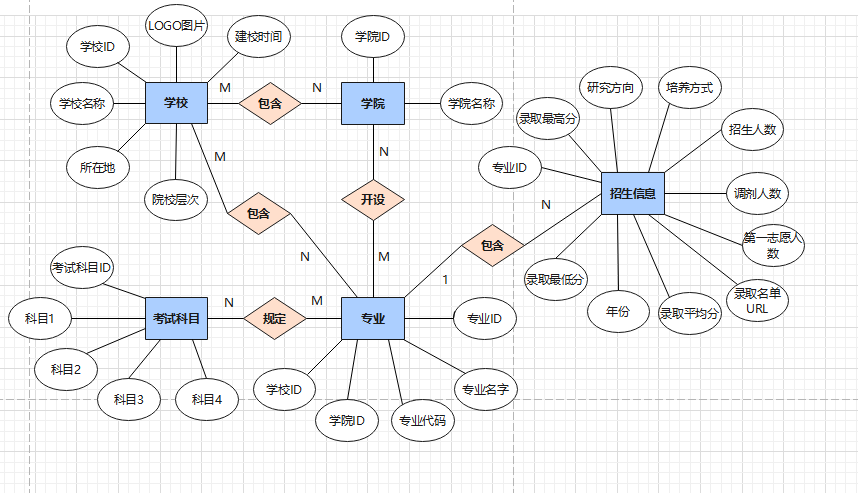 LOGO图片
学校ID
建校时间
学院ID
学校
M
包含
N
学院
学校名称
学院名称
研究方向
培养方式
录取最高分
招生人数
M
N
所在地
院校层次
专业ID
招生信息
调剂人数
开设
包含
N
包含
第一志愿人
数
N
M
1
考试科目ID
录取最低分
录取名单
URL
年份
录取平均分
科目1
考试科目
N
规定
M
专业
专业ID
科目2
学校ID
专业名字
科目3
科目4
学院ID
专业代码